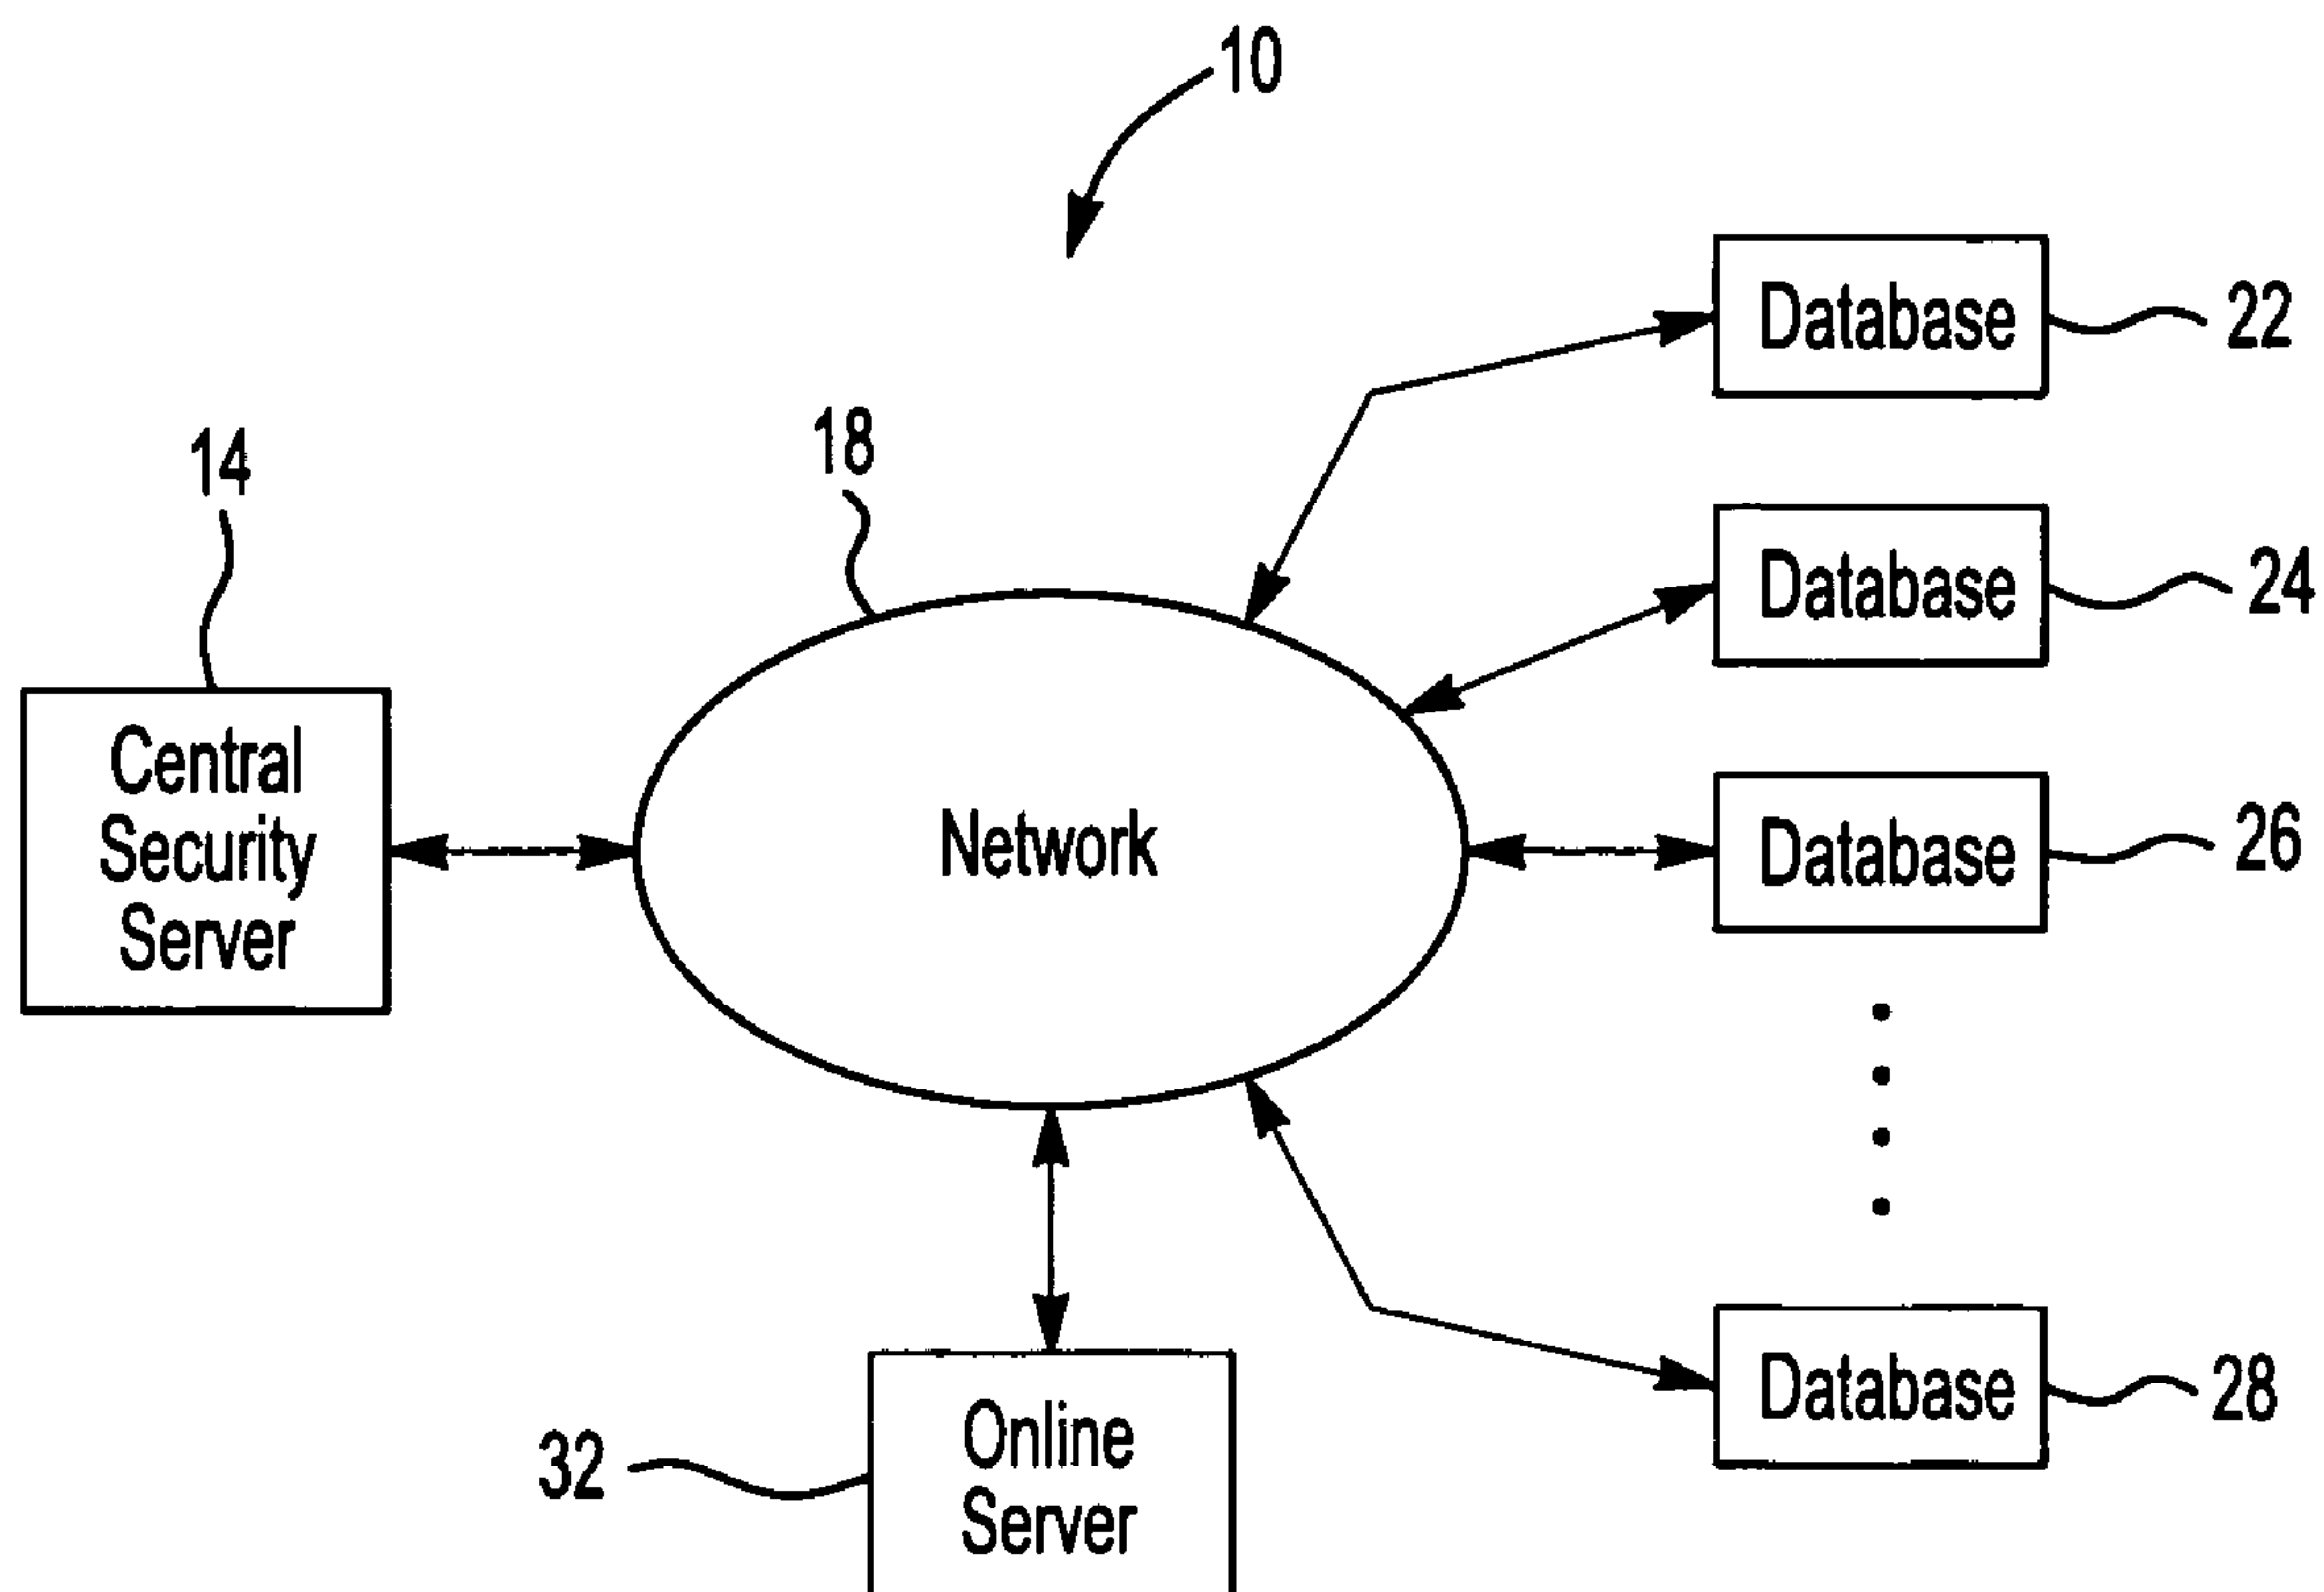 10
Database
22
18
14
Database
24
Central
Security
Server
Network
Database
26
Database
28
32
Online
Server